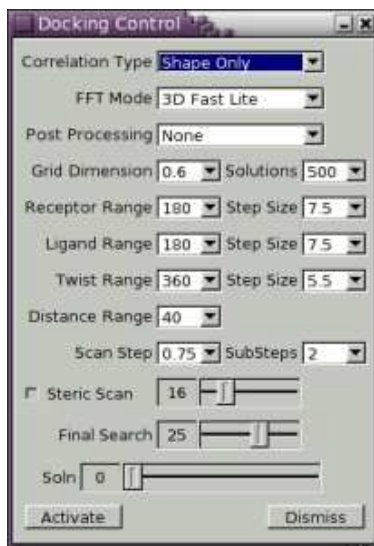 Docking Control
Correlation Type Shape Only
FFT Mode 3D Fast Lite
Post Processing None
Grid Dimension 0.6 Solutions 500
Receptor Range 180 Step Size 7.5
Ligand Range 180 Step Size 7.5
Twist Range 360 Step Size 5.5
Distance Range 40
Scan Step 0.75 SubSteps 2
Steric Scan 16
Final Search 25
Soln 0
Activate Dismiss